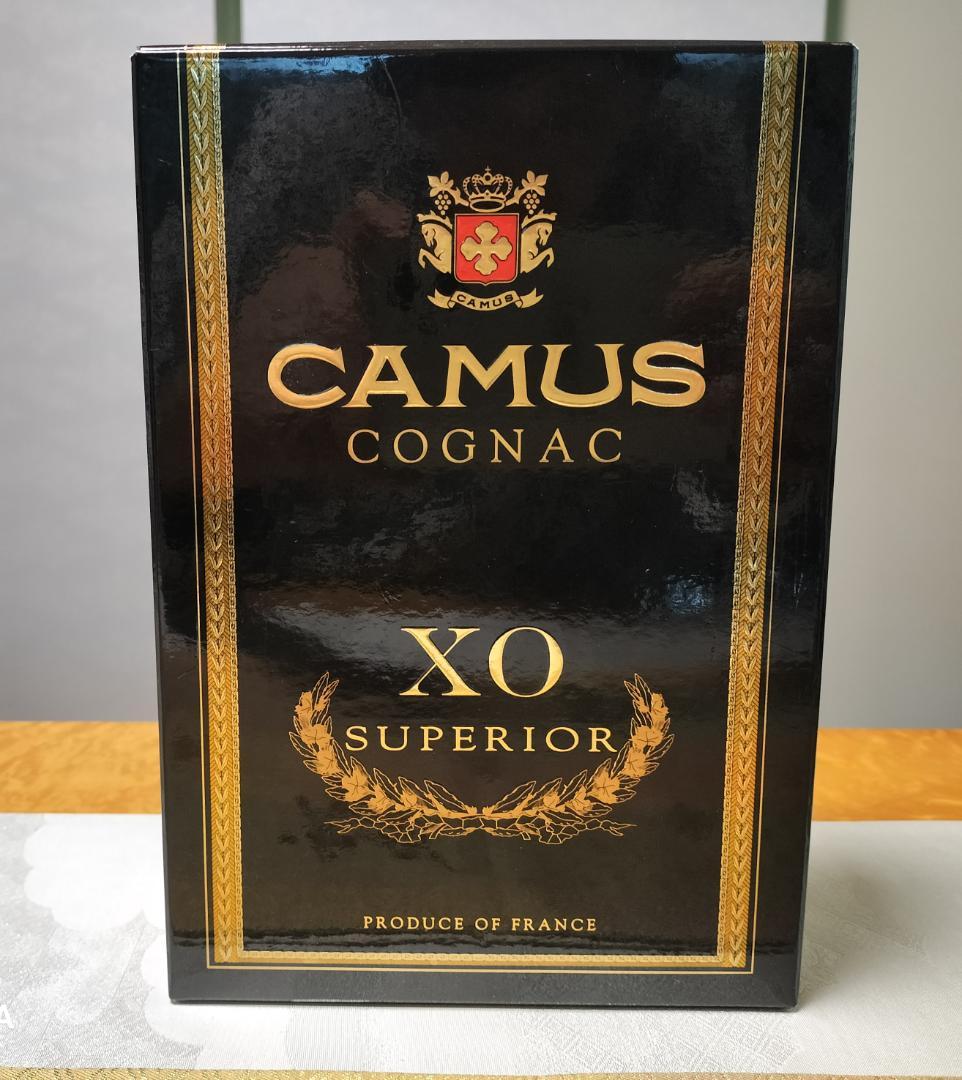 CAMUS
CAMUS
COGNAC
XO
SUPERIOR
PRODUCE OF FRANCE
A